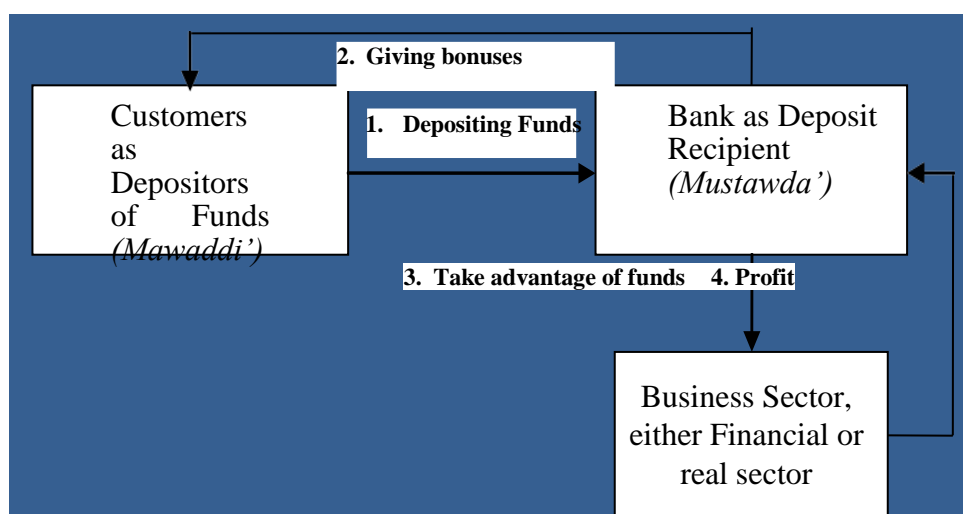 2. Giving bonuses
Customers
as
Depositors
of Funds
(Mawaddi’)
1. Depositing Funds
Bank as Deposit
Recipient
(Mustawda’)
3. Take advantage of funds 4. Profit
Business Sector,
either Financial or
real sector